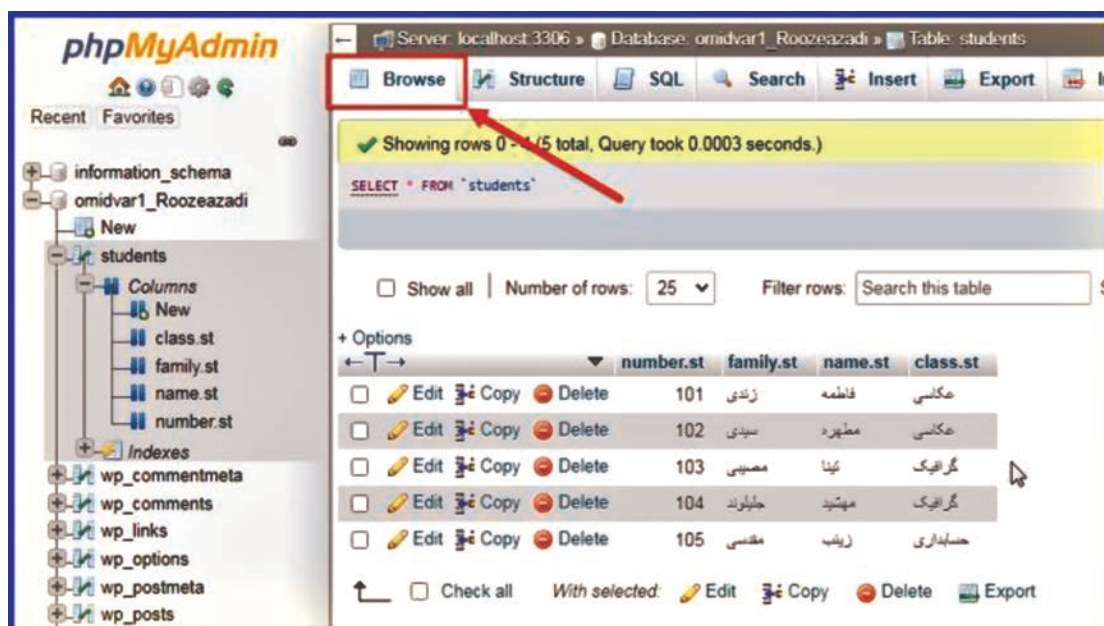 phpMyAdmin
Recent Favorites
information_schema
omidvar1_Roozeazadi
New
students
Columns
New
class.st
family.st
name.st
number.st
Indexes
wp_commentmeta
wp_comments
wp_links
wp_options
wp_postmeta
wp_posts
Server: localhost:3306 » Database: omidvar1_Roozeazadi » Table: students
Browse Structure SQL Search Insert Export
Showing rows 0 - 4 (5 total, Query took 0.0003 seconds.)
SELECT * FROM `students`
Show all | Number of rows: 25 Filter rows: Search this table
+ Options
number.st family.st name.st class.st
Edit Copy Delete 101 زندی فاطمه عکاسی
Edit Copy Delete 102 سیدی مطهره عکاسی
Edit Copy Delete 103 مصیبی تینا گرافیک
Edit Copy Delete 104 جلیلوند مهشید گرافیک
Edit Copy Delete 105 مقدسی زینب حسابداری
Check all With selected: Edit Copy Delete Export